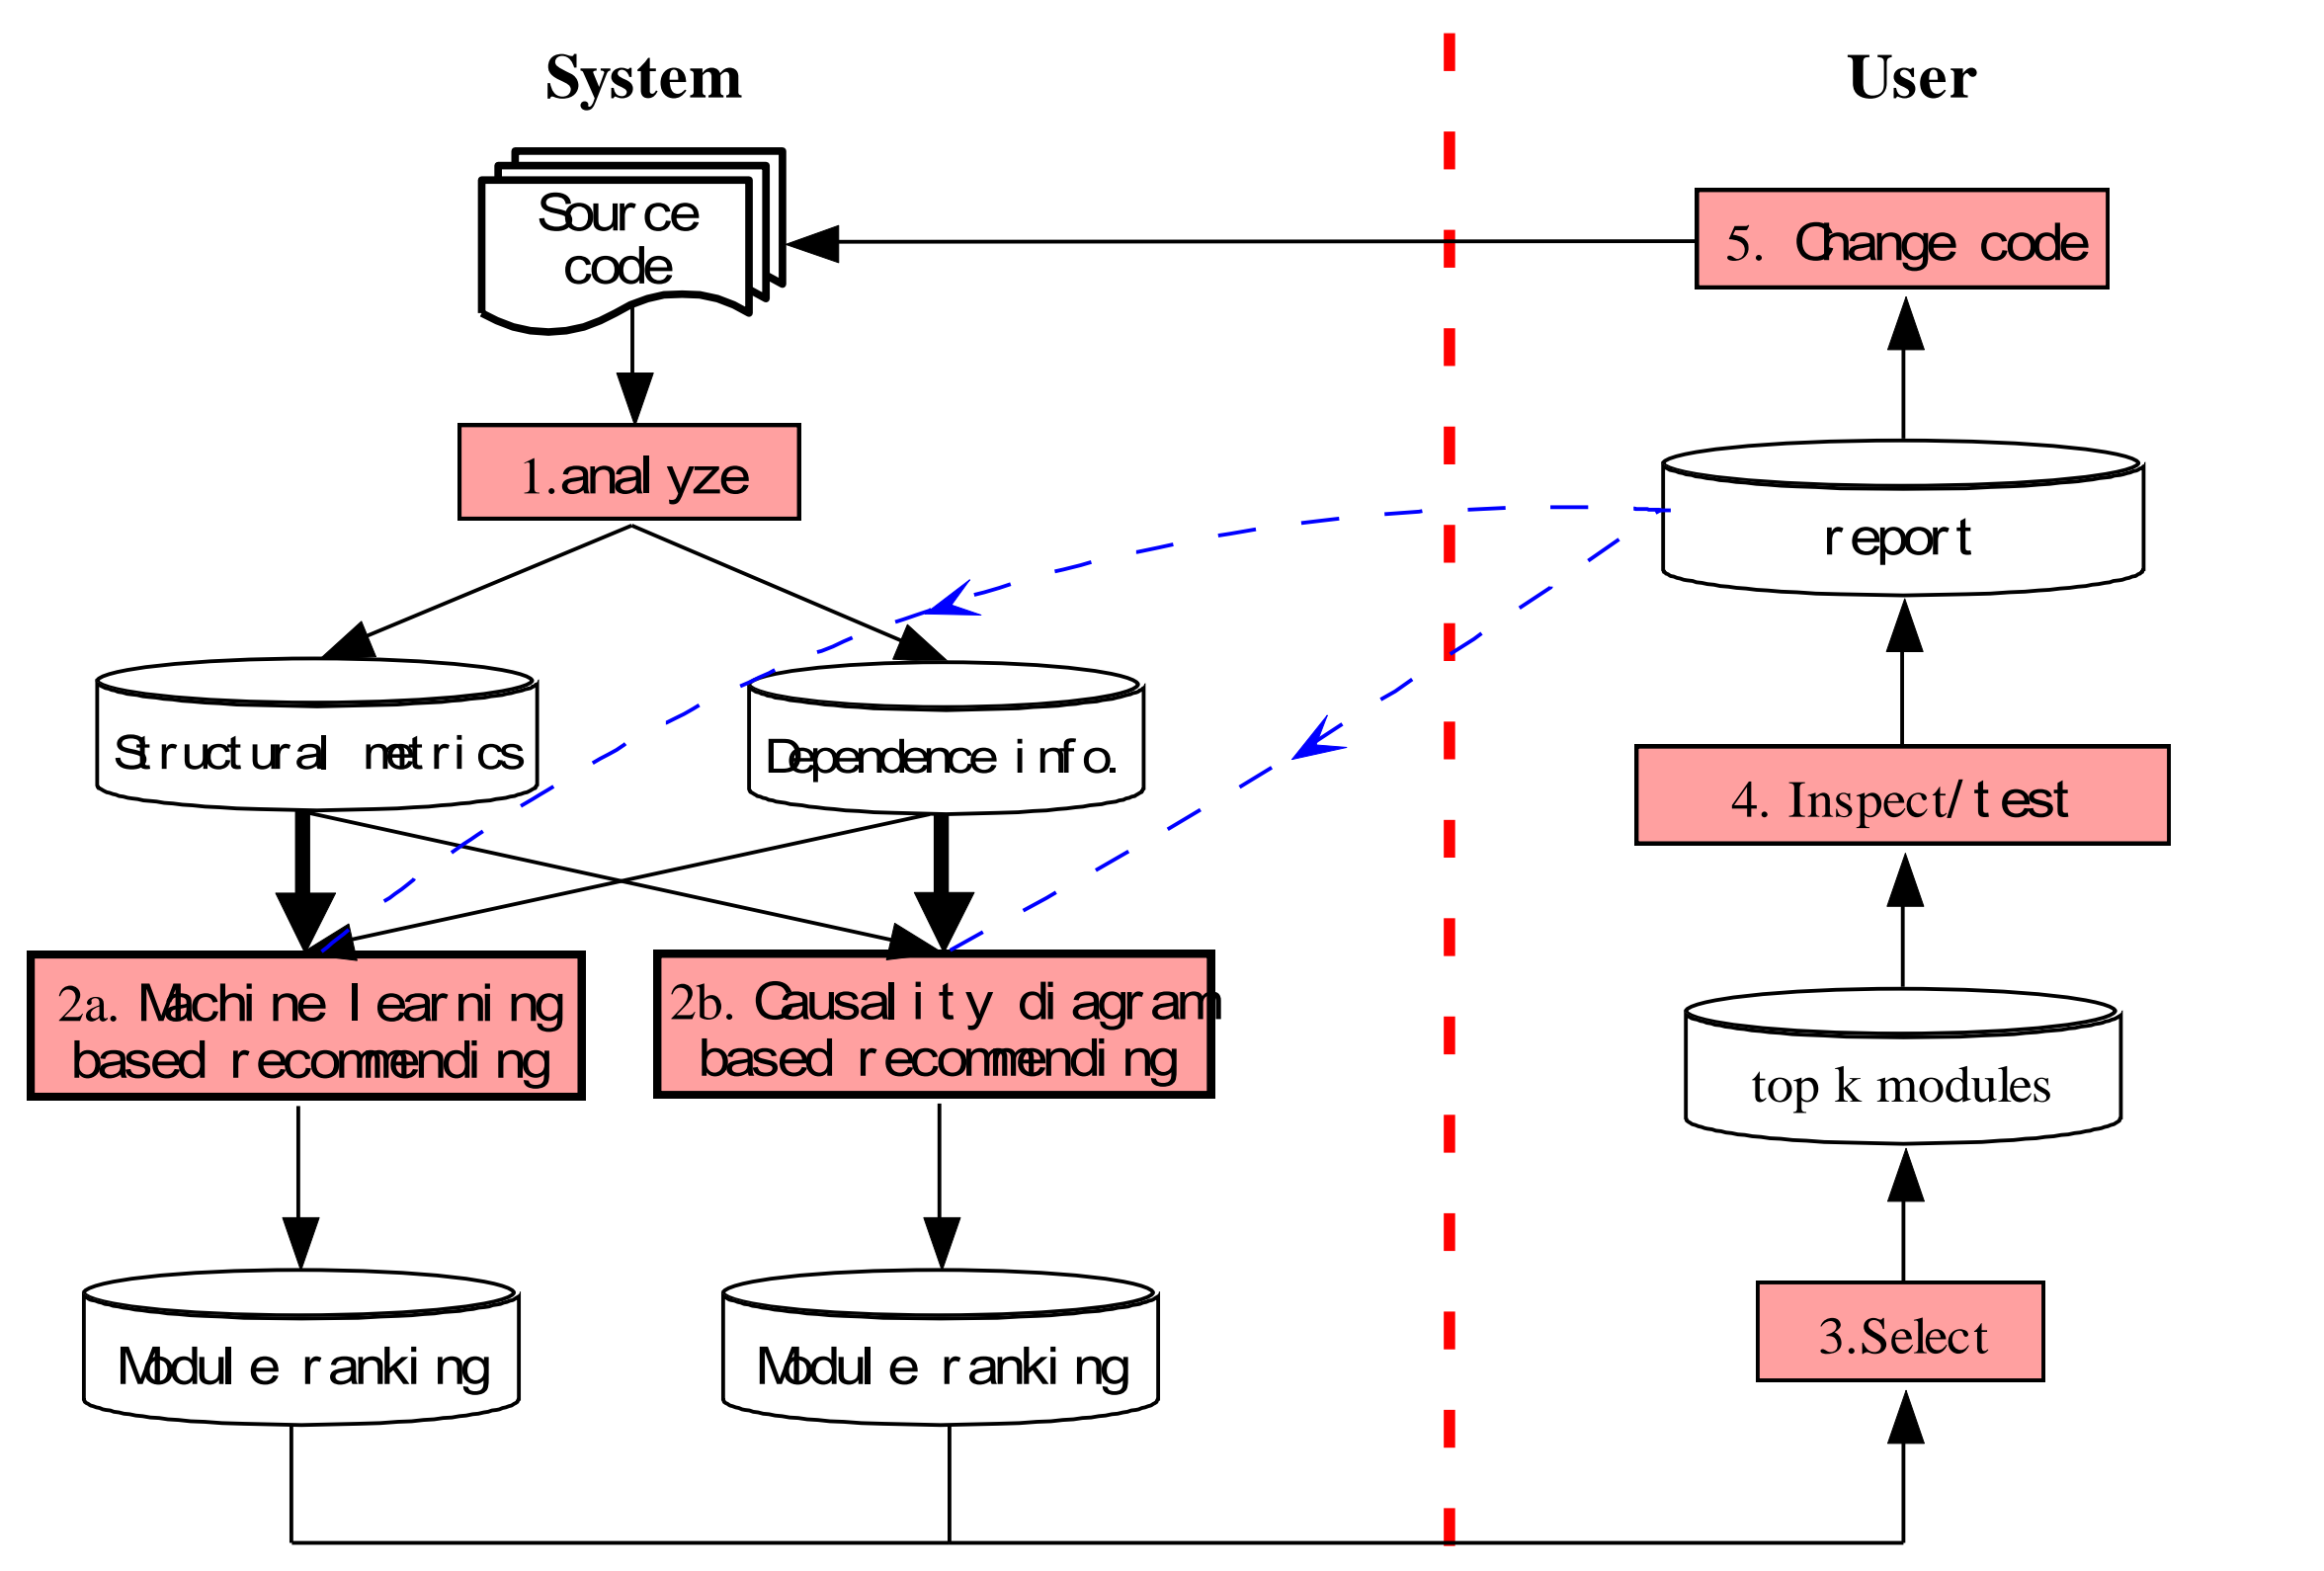 System
User
Source
code
5. Change code
1.analyze
report
Structural metrics
Dependence info.
4. Inspect/test
2a. Machine learning
based recommending
2b. Causality diagram
based recommending
top k modules
Module ranking
Module ranking
3.Select